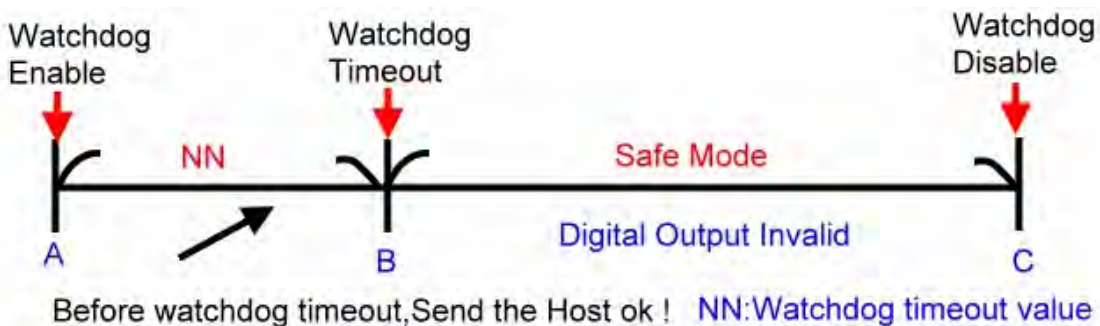 Watchdog
Enable
Watchdog
Timeout
Watchdog
Disable
NN
Safe Mode
Digital Output Invalid
A
B
C
Before watchdog timeout,Send the Host ok !
NN:Watchdog timeout value